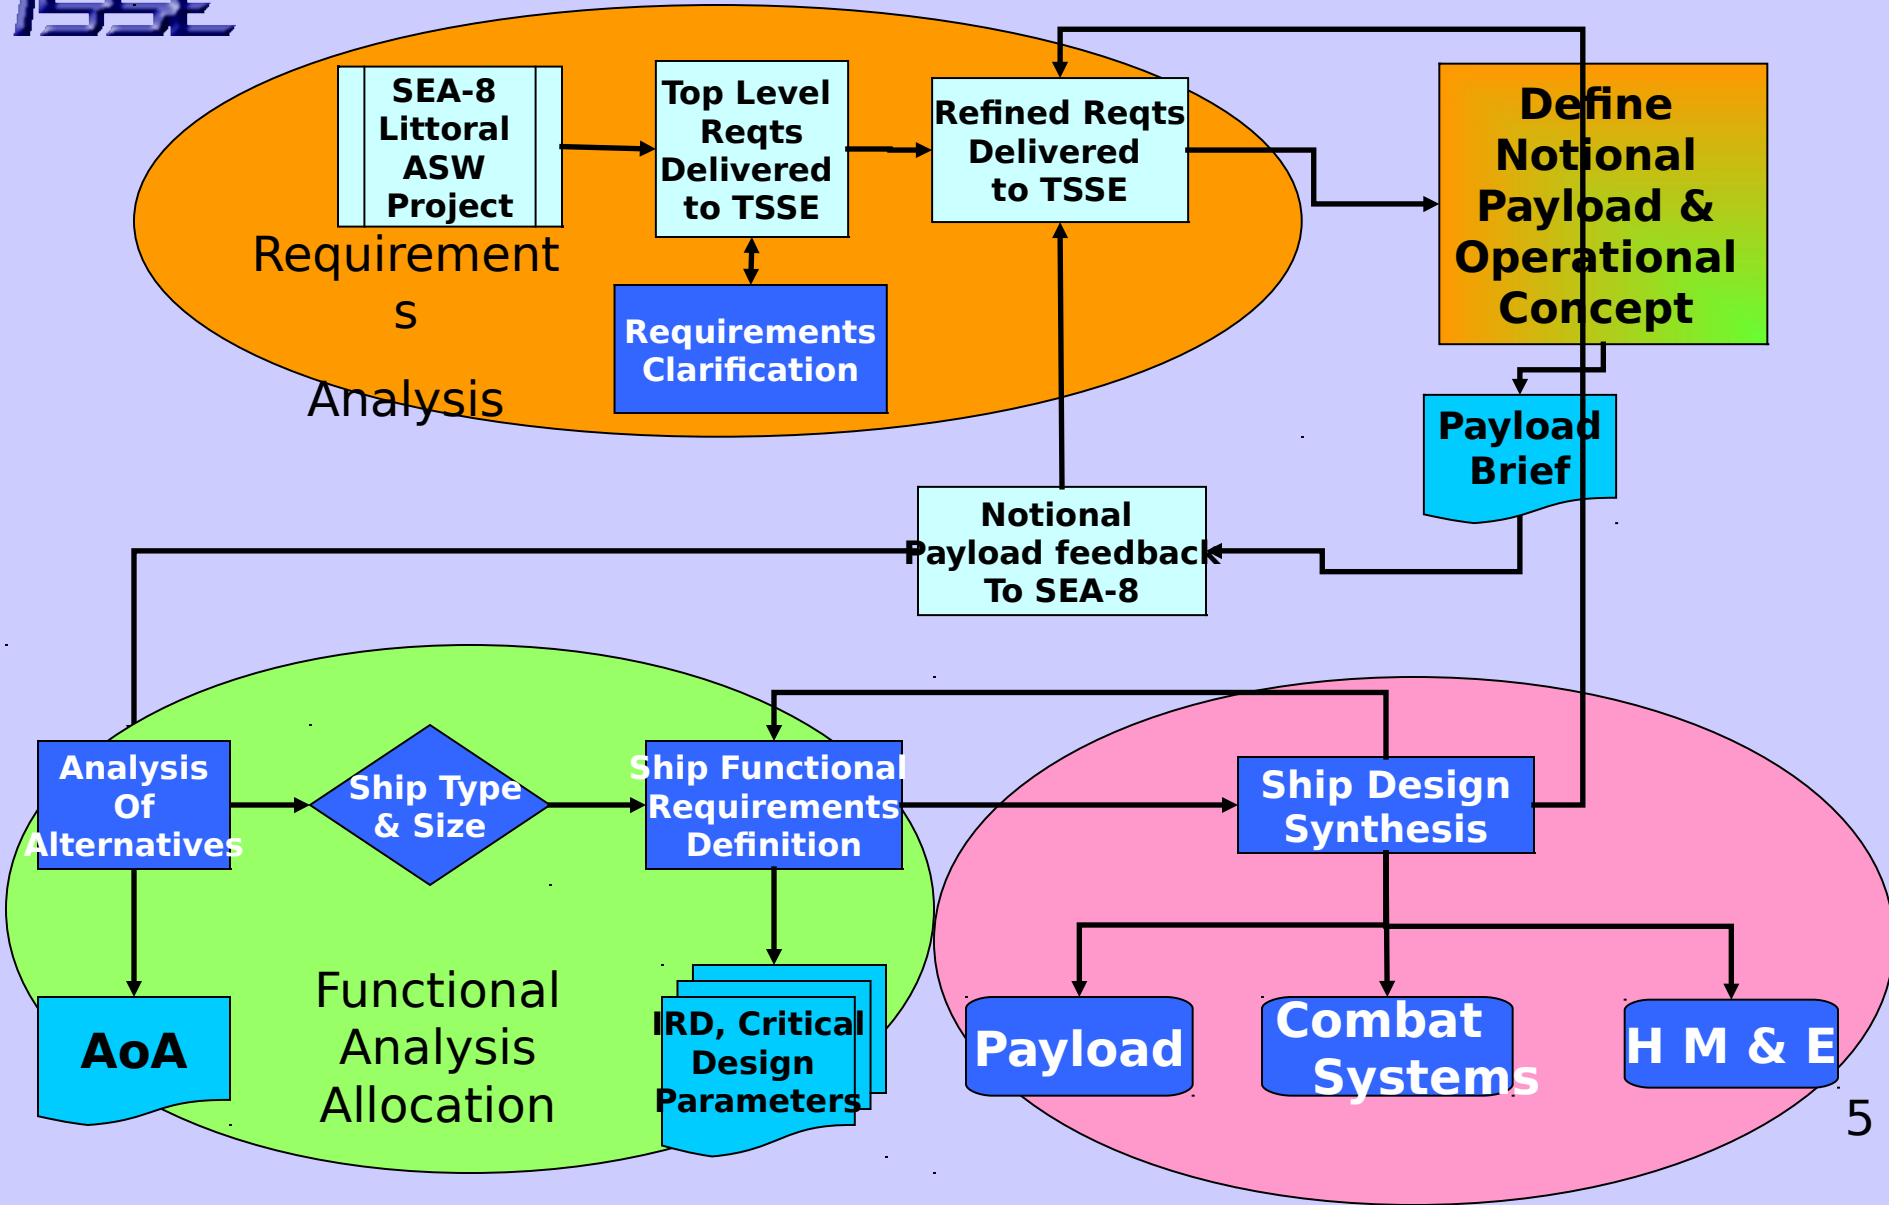 TSSE
SEA-8
Littoral
ASW
Project
Top Level
Reqts
Delivered
to TSSE
Refined Reqts
Delivered
to TSSE
Define
Notional
Payload &
Operational
Concept
Requirement
s
Analysis
Requirements
Clarification
Payload
Brief
Notional
Payload feedback
To SEA-8
Analysis
Of
Alternatives
Ship Type
& Size
Ship Functional
Requirements
Definition
Ship Design
Synthesis
AoA
Functional
Analysis
Allocation
IRD, Critical
Design
Parameters
Payload
Combat
Systems
H M & E
5